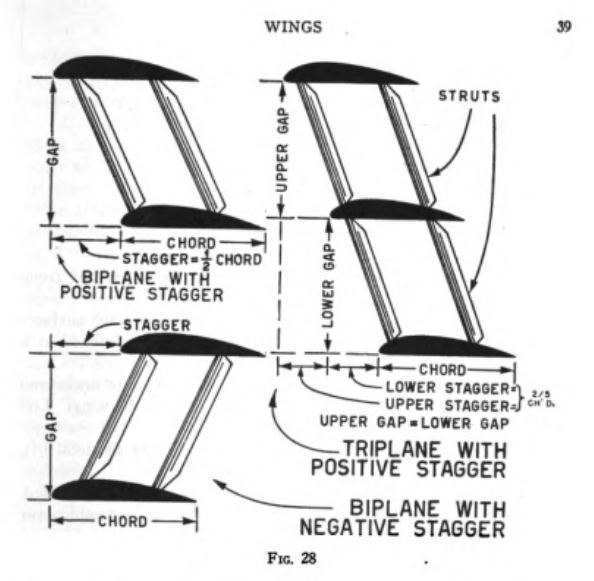 WINGS
39
GAP
CHORD
STAGGER=½ CHORD
BIPLANE WITH
POSITIVE STAGGER
STRUTS
UPPER GAP
LOWER GAP
CHORD
LOWER STAGGER=
UPPER STAGGER=
2/5
CH'D.
UPPER GAP=LOWER GAP
TRIPLANE WITH
POSITIVE STAGGER
STAGGER
GAP
CHORD
BIPLANE WITH
NEGATIVE STAGGER
FIG. 28